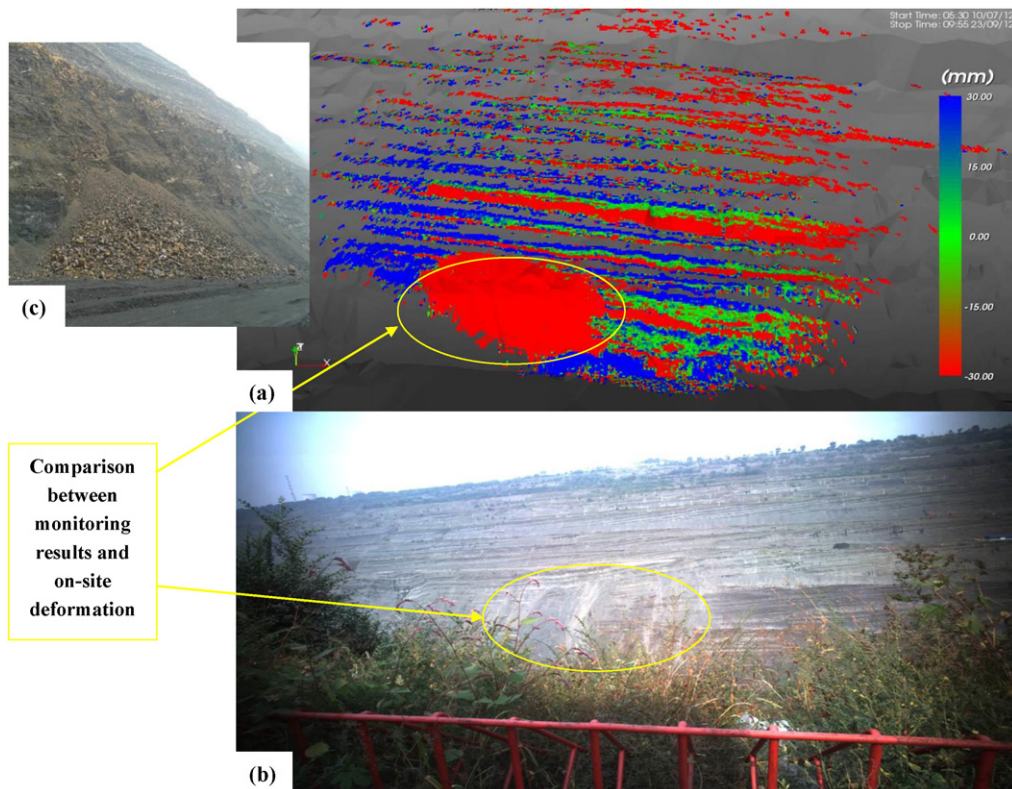 Start Time: 05:30 10/07/12
Stop Time: 09:55 23/09/12
(mm)
30.00
15.00
0.00
-15.00
-30.00
Z
X
(c)
(a)
Comparison
between
monitoring
results and
on-site
deformation
(b)